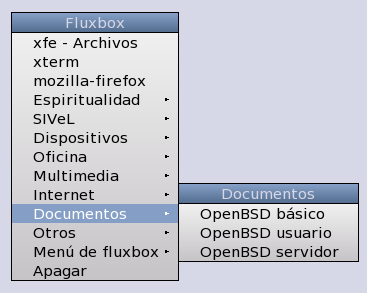 Fluxbox
xfe - Archivos
xterm
mozilla-firefox
Espiritualidad
SIVeL
Dispositivos
Oficina
Multimedia
Internet
Documentos
Otros
Menú de fluxbox
Apagar
Documentos
OpenBSD básico
OpenBSD usuario
OpenBSD servidor